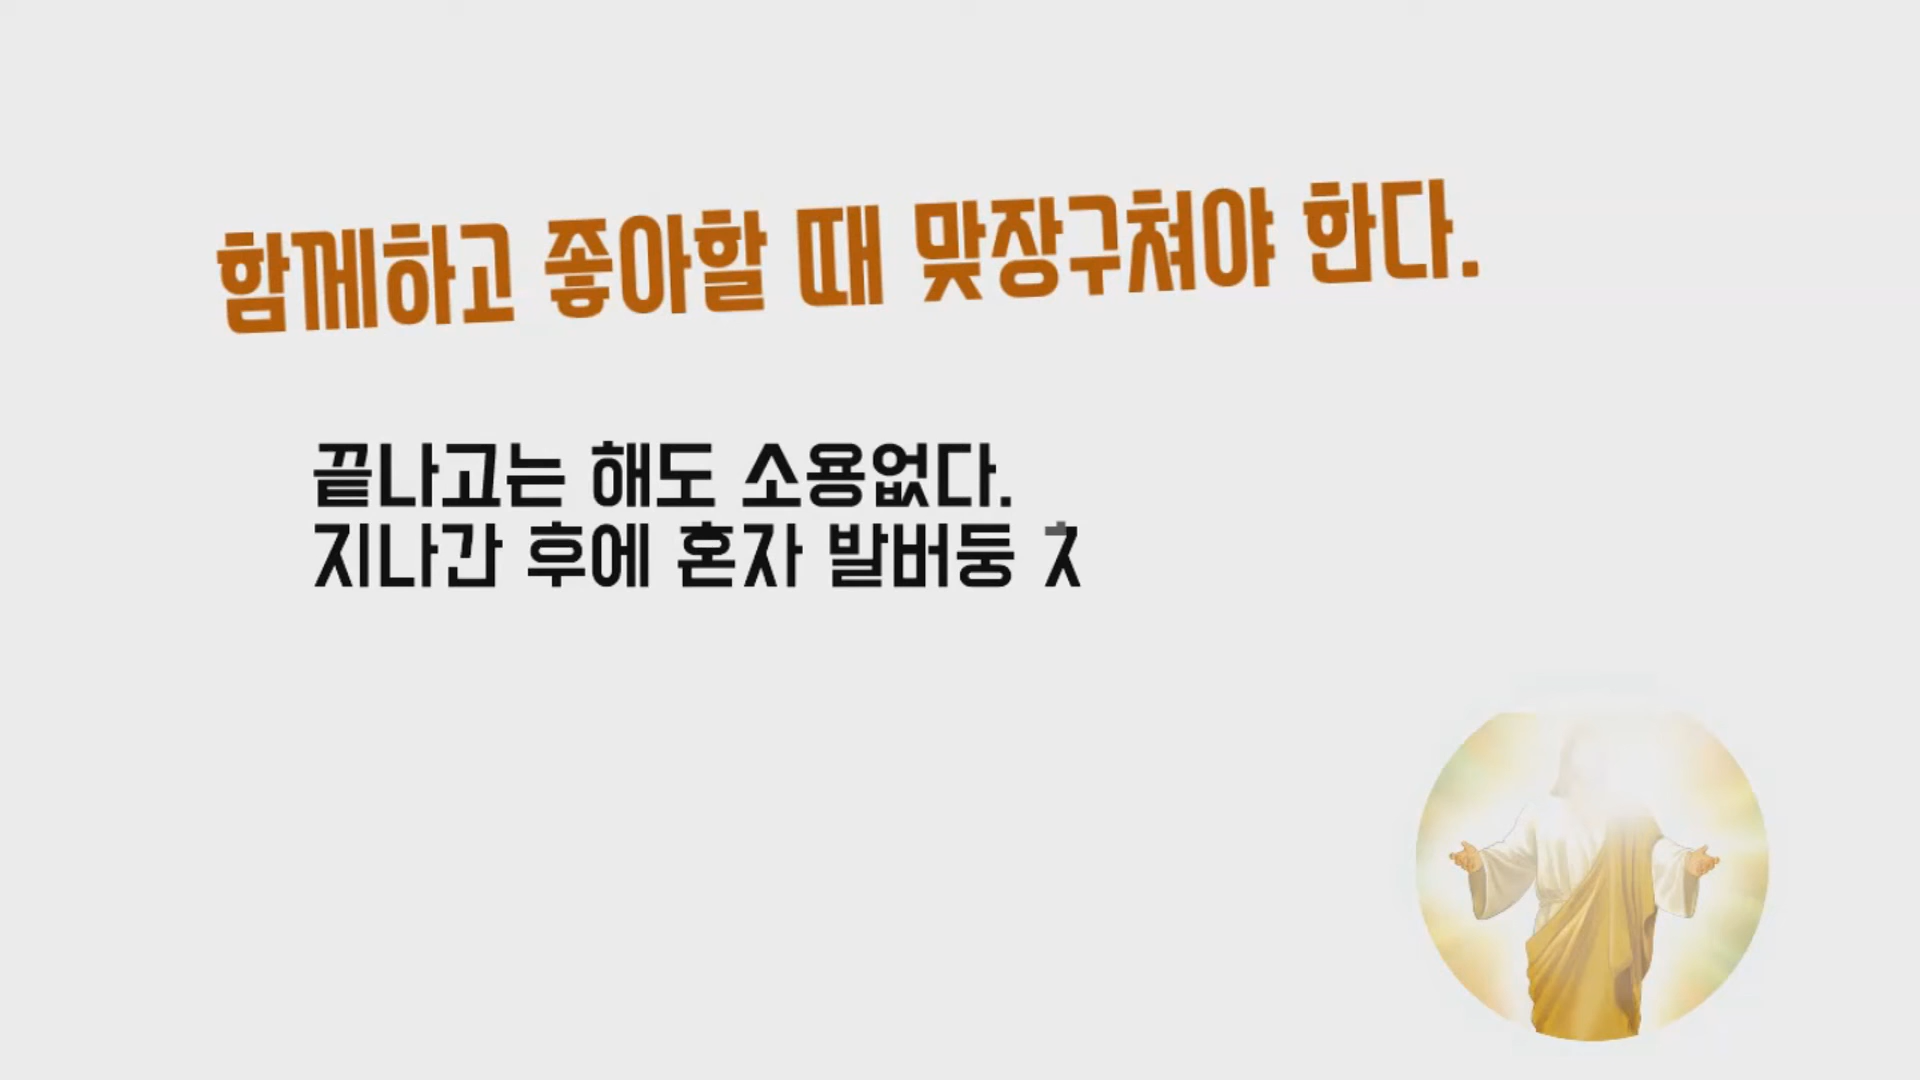 함께하고 좋아할 때 맞장구쳐야 한다.
끝나고는 해도 소용없다.
지나간 후에 혼자 발버둥